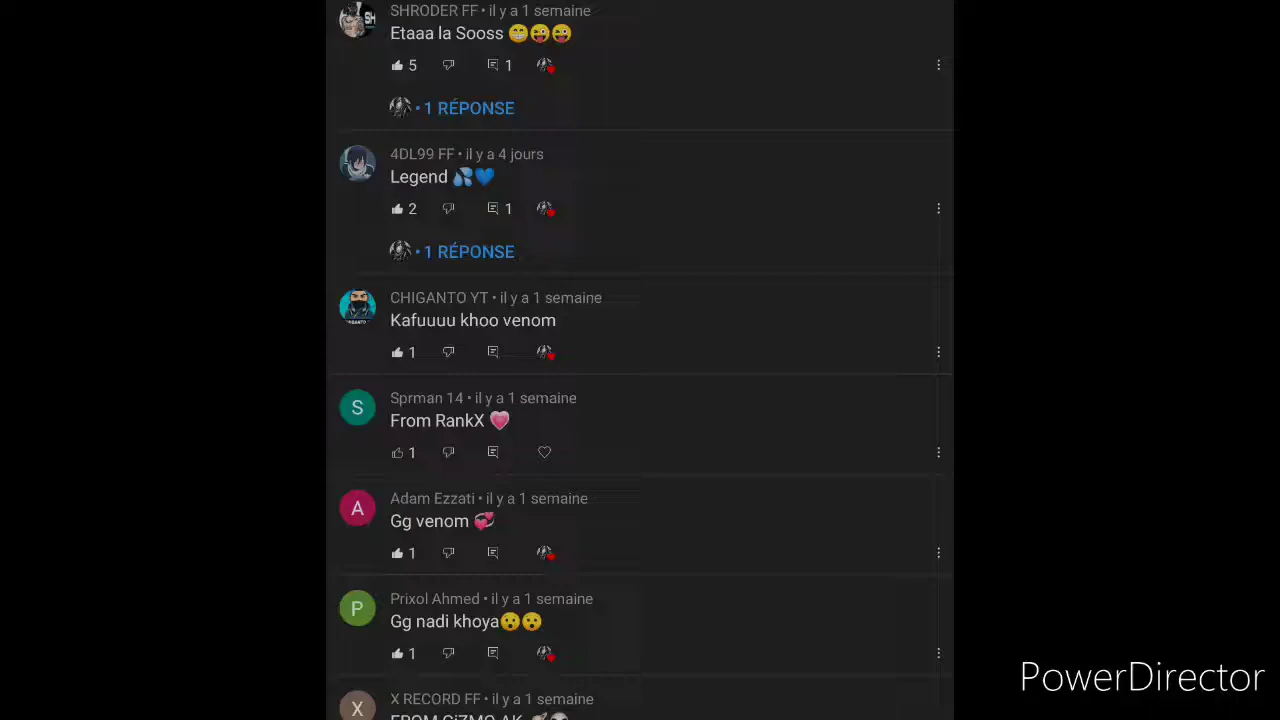 SHRODER FF • il y a 1 semaine
Etaaa la Sooss 😁😜😜
5 1
• 1 RÉPONSE
4DL99 FF • il y a 4 jours
Legend 💦💙
2 1
• 1 RÉPONSE
CHIGANTO YT • il y a 1 semaine
Kafuuuu khoo venom
1
S
Sprman 14 • il y a 1 semaine
From RankX 💗
1
A
Adam Ezzati • il y a 1 semaine
Gg venom 💞
1
P
Prixol Ahmed • il y a 1 semaine
Gg nadi khoya😮😮
1
X
X RECORD FF • il y a 1 semaine
FROM GiZMO AK
PowerDirector